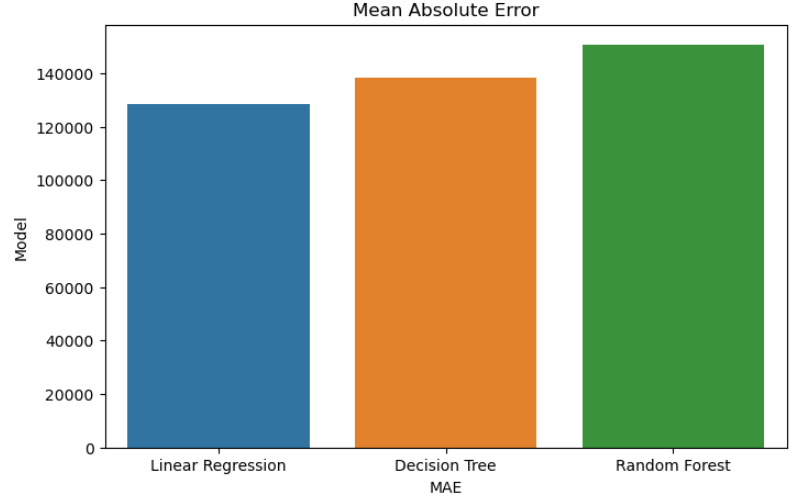 Mean Absolute Error
140000
120000
100000
80000
60000
40000
20000
0
Model
Linear Regression
Decision Tree
Random Forest
MAE